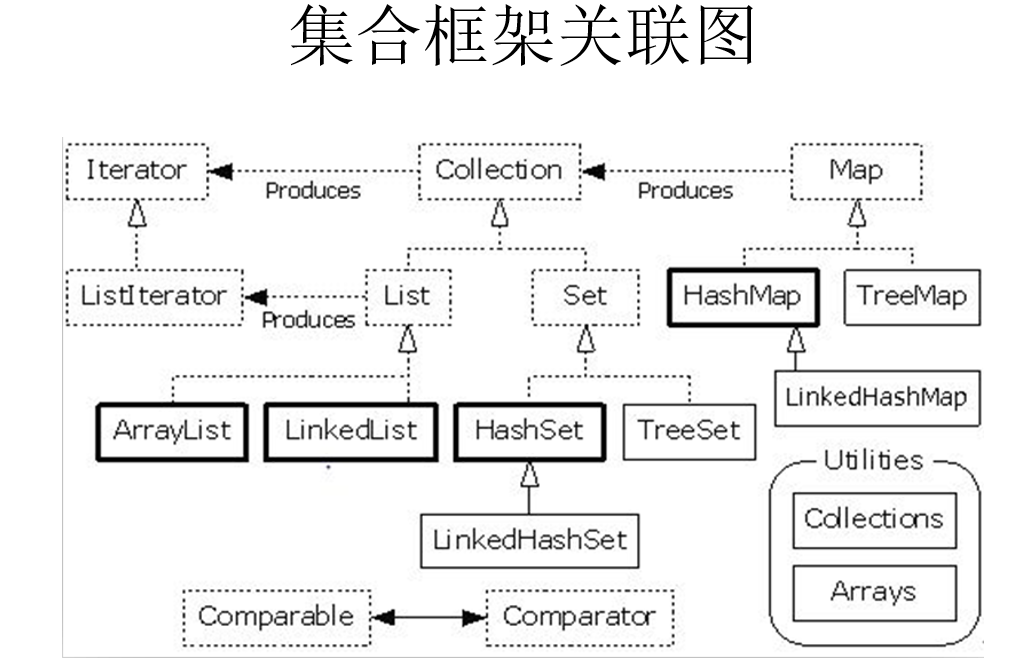 集合框架关联图
Iterator
Produces
Collection
Produces
Map
ListIterator
Produces
List
Set
HashMap
TreeMap
LinkedHashMap
ArrayList
LinkedList
HashSet
TreeSet
LinkedHashSet
Utilities
Collections
Arrays
Comparable
Comparator